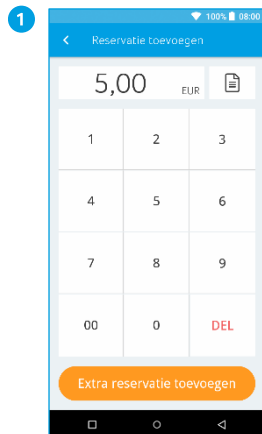 1
100% 08:00
Reservatie toevoegen
5,00 EUR
1 2 3
4 5 6
7 8 9
00 0 DEL
Extra reservatie toevoegen